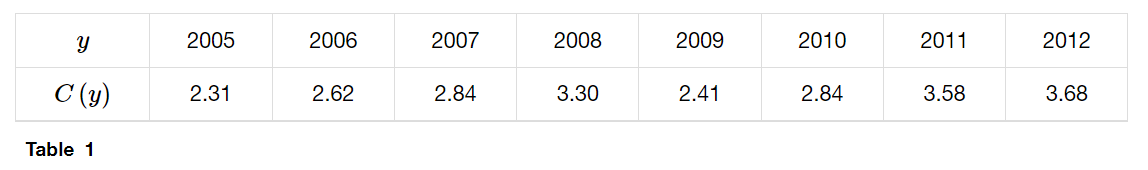 y 2005 2006 2007 2008 2009 2010 2011 2012
C (y) 2.31 2.62 2.84 3.30 2.41 2.84 3.58 3.68
Table 1